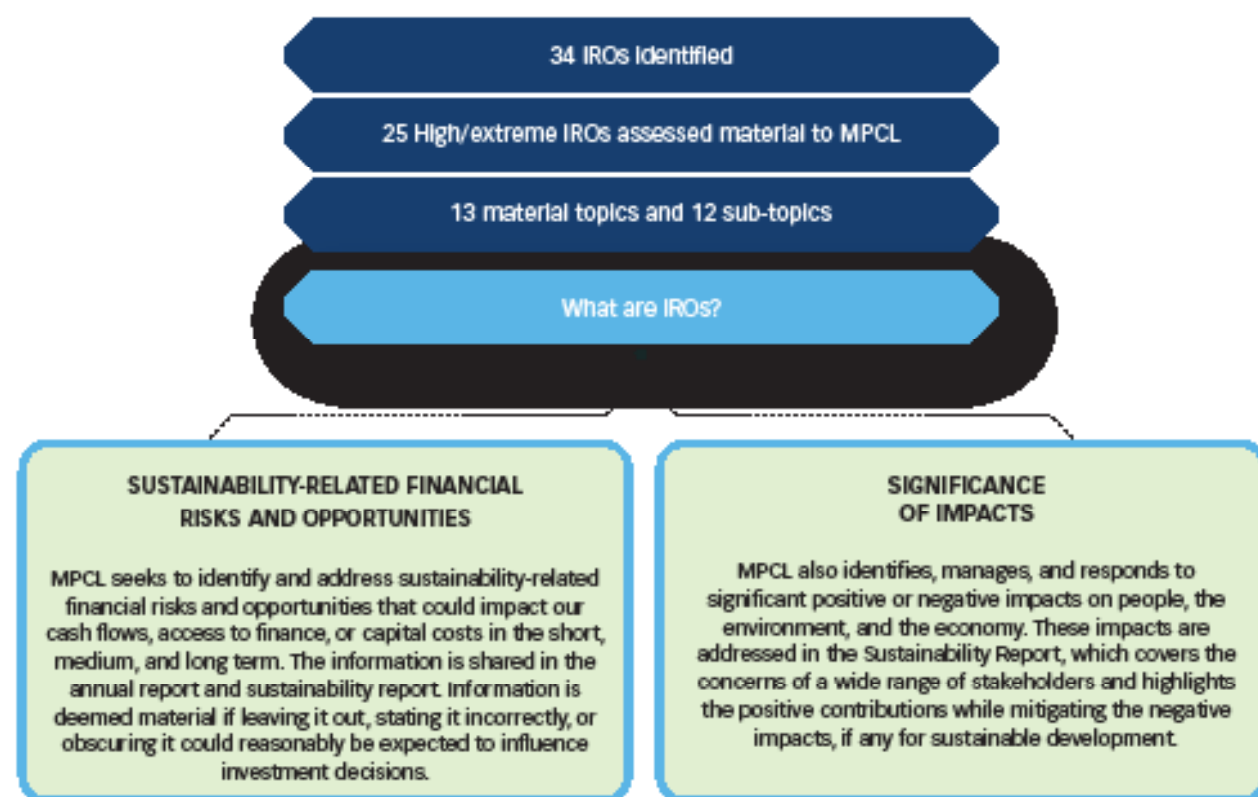 34 IROs identified
25 High/extreme IROs assessed material to MPCL
13 material topics and 12 sub-topics
What are IROs?
SUSTAINABILITY-RELATED FINANCIAL
RISKS AND OPPORTUNITIES
MPCL seeks to identify and address sustainability-related
financial risks and opportunities that could impact our
cash flows, access to finance, or capital costs in the short,
medium, and long term. The information is shared in the
annual report and sustainability report. Information is
deemed material if leaving it out, stating it incorrectly, or
obscuring it could reasonably be expected to influence
investment decisions.
SIGNIFICANCE
OF IMPACTS
MPCL also identifies, manages, and responds to
significant positive or negative impacts on people, the
environment, and the economy. These impacts are
addressed in the Sustainability Report, which covers the
concerns of a wide range of stakeholders and highlights
the positive contributions while mitigating the negative
impacts, if any for sustainable development.